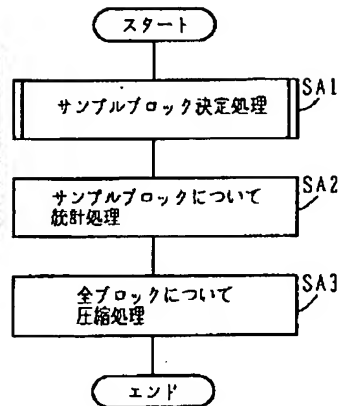 スタート
サンプルブロック決定処理
SA1
サンプルブロックについて
統計処理
SA2
全ブロックについて
圧縮処理
SA3
エンド